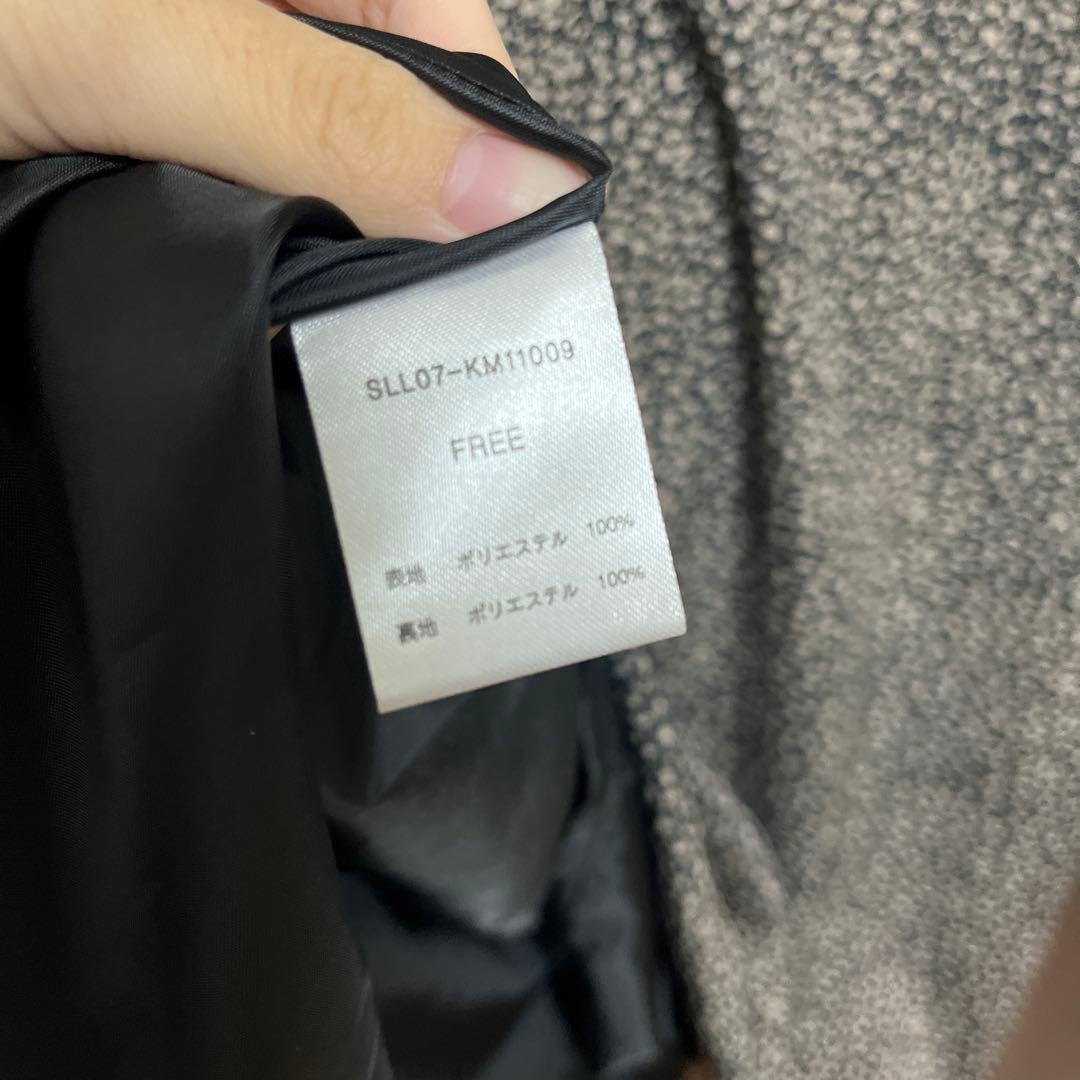 SLL07-KM11009
FREE
表地 ポリエステル 100%
裏地 ポリエステル 100%